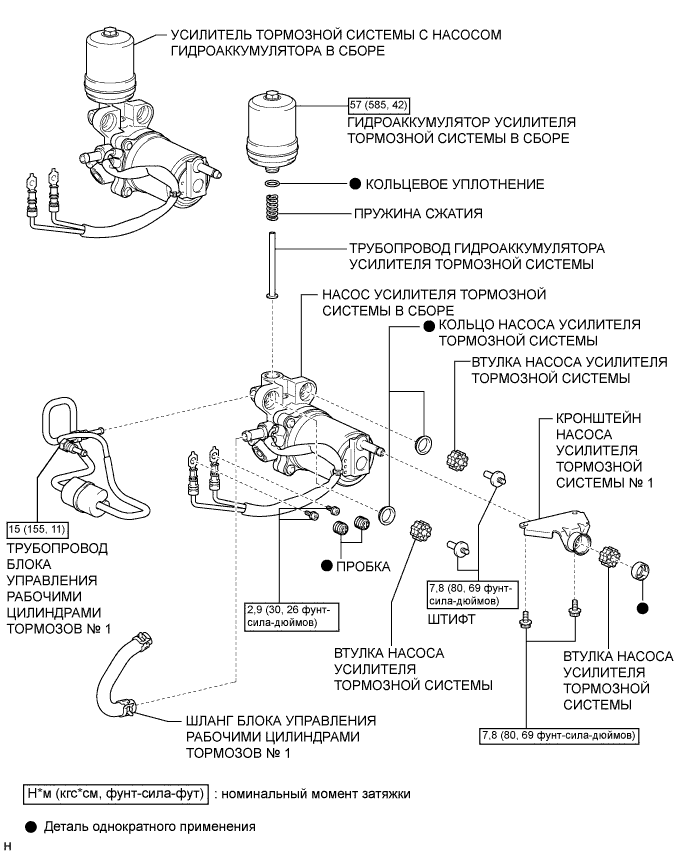 УСИЛИТЕЛЬ ТОРМОЗНОЙ СИСТЕМЫ С НАСОСОМ
ГИДРОАККУМУЛЯТОРА В СБОРЕ
57 (585, 42)
ГИДРОАККУМУЛЯТОР УСИЛИТЕЛЯ
ТОРМОЗНОЙ СИСТЕМЫ В СБОРЕ
КОЛЬЦЕВОЕ УПЛОТНЕНИЕ
ПРУЖИНА СЖАТИЯ
ТРУБОПРОВОД ГИДРОАККУМУЛЯТОРА
УСИЛИТЕЛЯ ТОРМОЗНОЙ СИСТЕМЫ
НАСОС УСИЛИТЕЛЯ ТОРМОЗНОЙ
СИСТЕМЫ В СБОРЕ
КОЛЬЦО НАСОСА УСИЛИТЕЛЯ
ТОРМОЗНОЙ СИСТЕМЫ
ВТУЛКА НАСОСА УСИЛИТЕЛЯ
ТОРМОЗНОЙ СИСТЕМЫ
КРОНШТЕЙН
НАСОСА
УСИЛИТЕЛЯ
ТОРМОЗНОЙ
СИСТЕМЫ № 1
15 (155, 11)
ТРУБОПРОВОД
БЛОКА
УПРАВЛЕНИЯ
РАБОЧИМИ
ЦИЛИНДРАМИ
ТОРМОЗОВ № 1
ПРОБКА
2,9 (30, 26 фунт-
сила-дюймов)
7,8 (80, 69 фунт-
сила-дюймов)
ШТИФТ
ВТУЛКА НАСОСА
УСИЛИТЕЛЯ
ТОРМОЗНОЙ СИСТЕМЫ
ВТУЛКА НАСОСА
УСИЛИТЕЛЯ
ТОРМОЗНОЙ
СИСТЕМЫ
7,8 (80, 69 фунт-сила-дюймов)
ШЛАНГ БЛОКА УПРАВЛЕНИЯ
РАБОЧИМИ ЦИЛИНДРАМИ
ТОРМОЗОВ № 1
Н*м (кгс*см, фунт-сила-фут) : номинальный момент затяжки
Деталь однократного применения
H